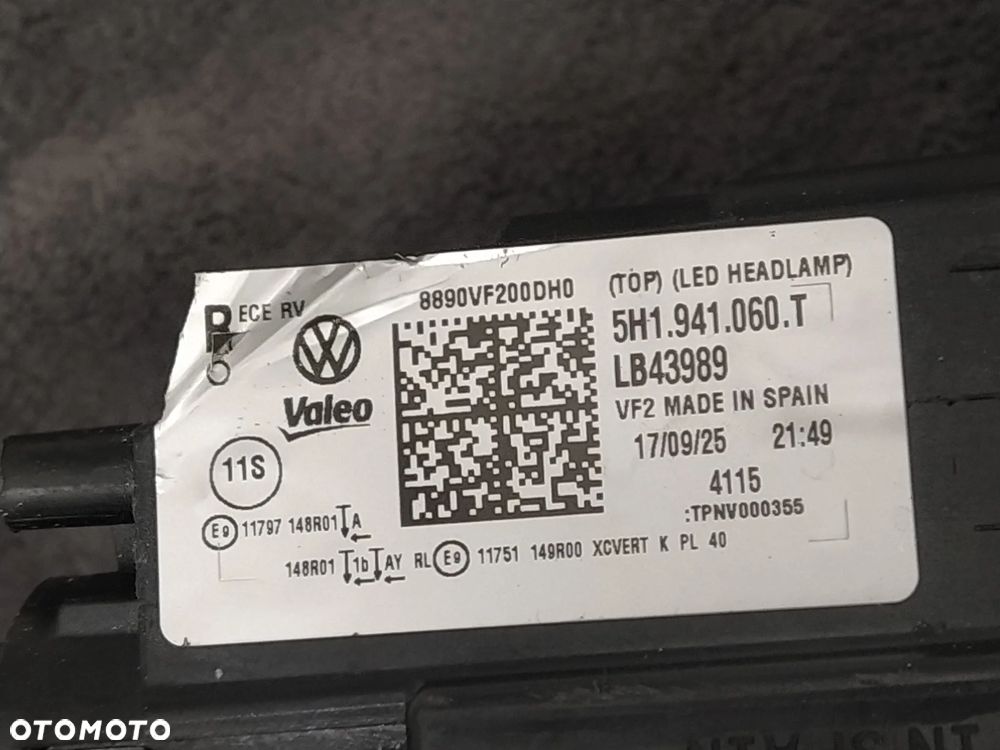 R ECE RV
VW
Valeo
11S
8890VF200DH0
(TOP) (LED HEADLAMP)
5H1.941.060.T
LB43989
VF2 MADE IN SPAIN
17/09/25 21:49
4115
:TPNV000355
E9 11797 148R01 A
148R01 1b AY RL E9 11751 149R00 XCVERT K PL 40
OTOMOTO